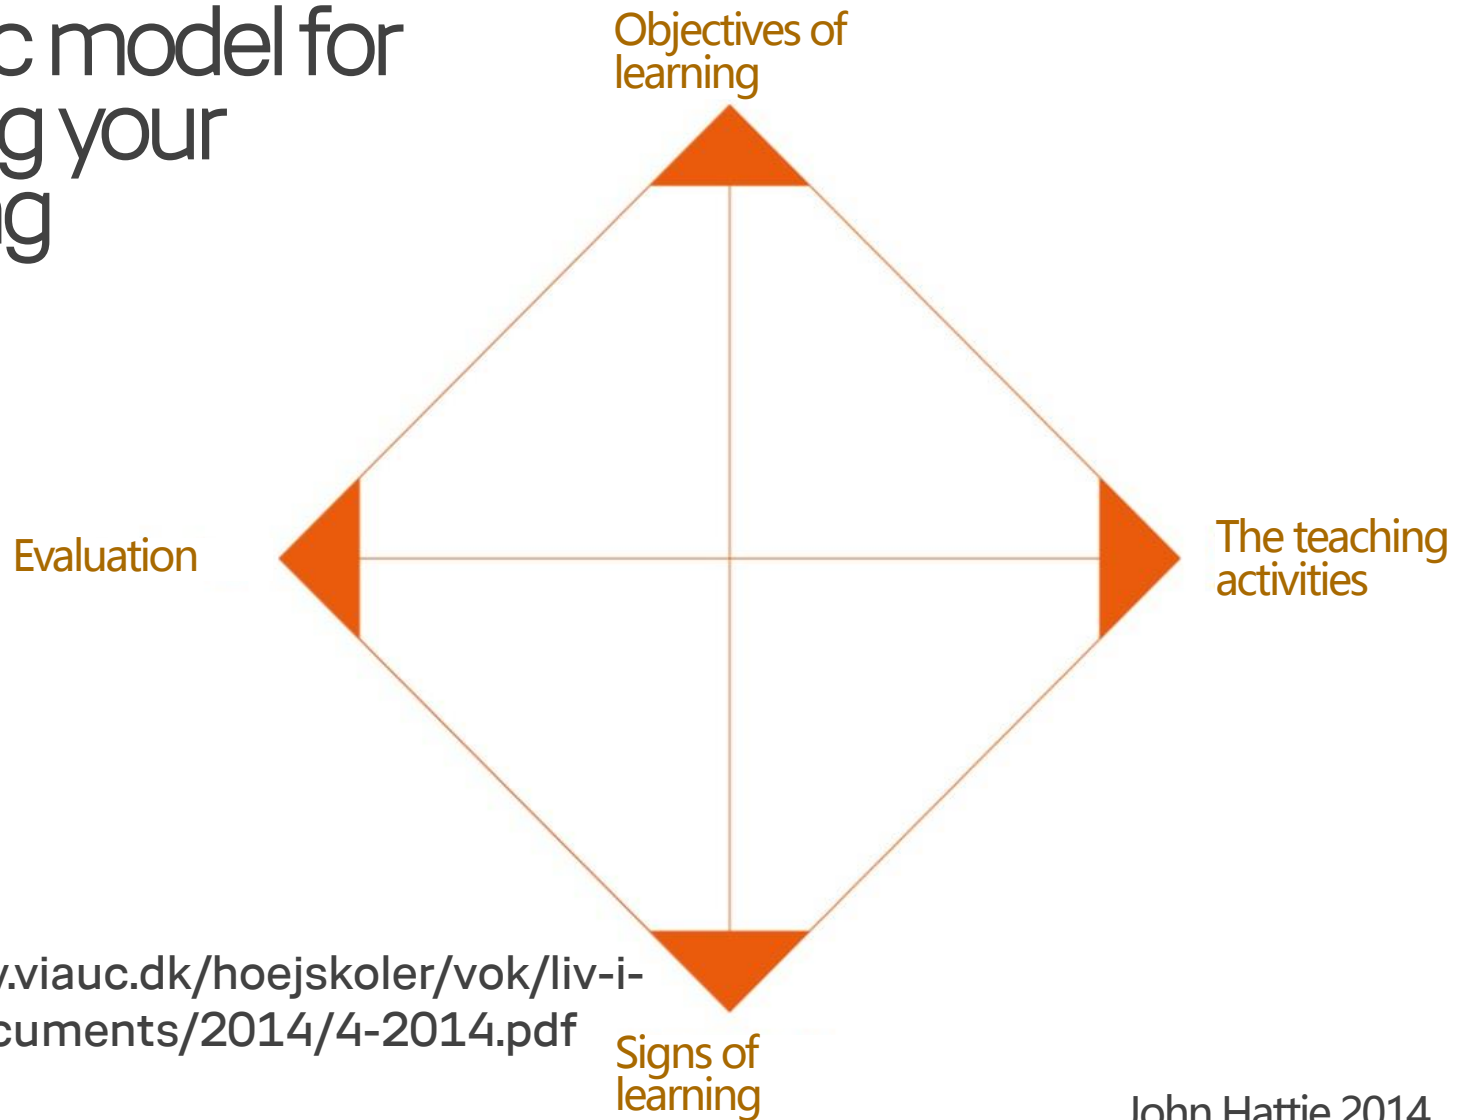 c model for
g your
ng
Objectives of
learning
Evaluation
The teaching
activities
.viauc.dk/hoejskoler/vok/liv-i-
cuments/2014/4-2014.pdf
Signs of
learning
John Hattie 2014